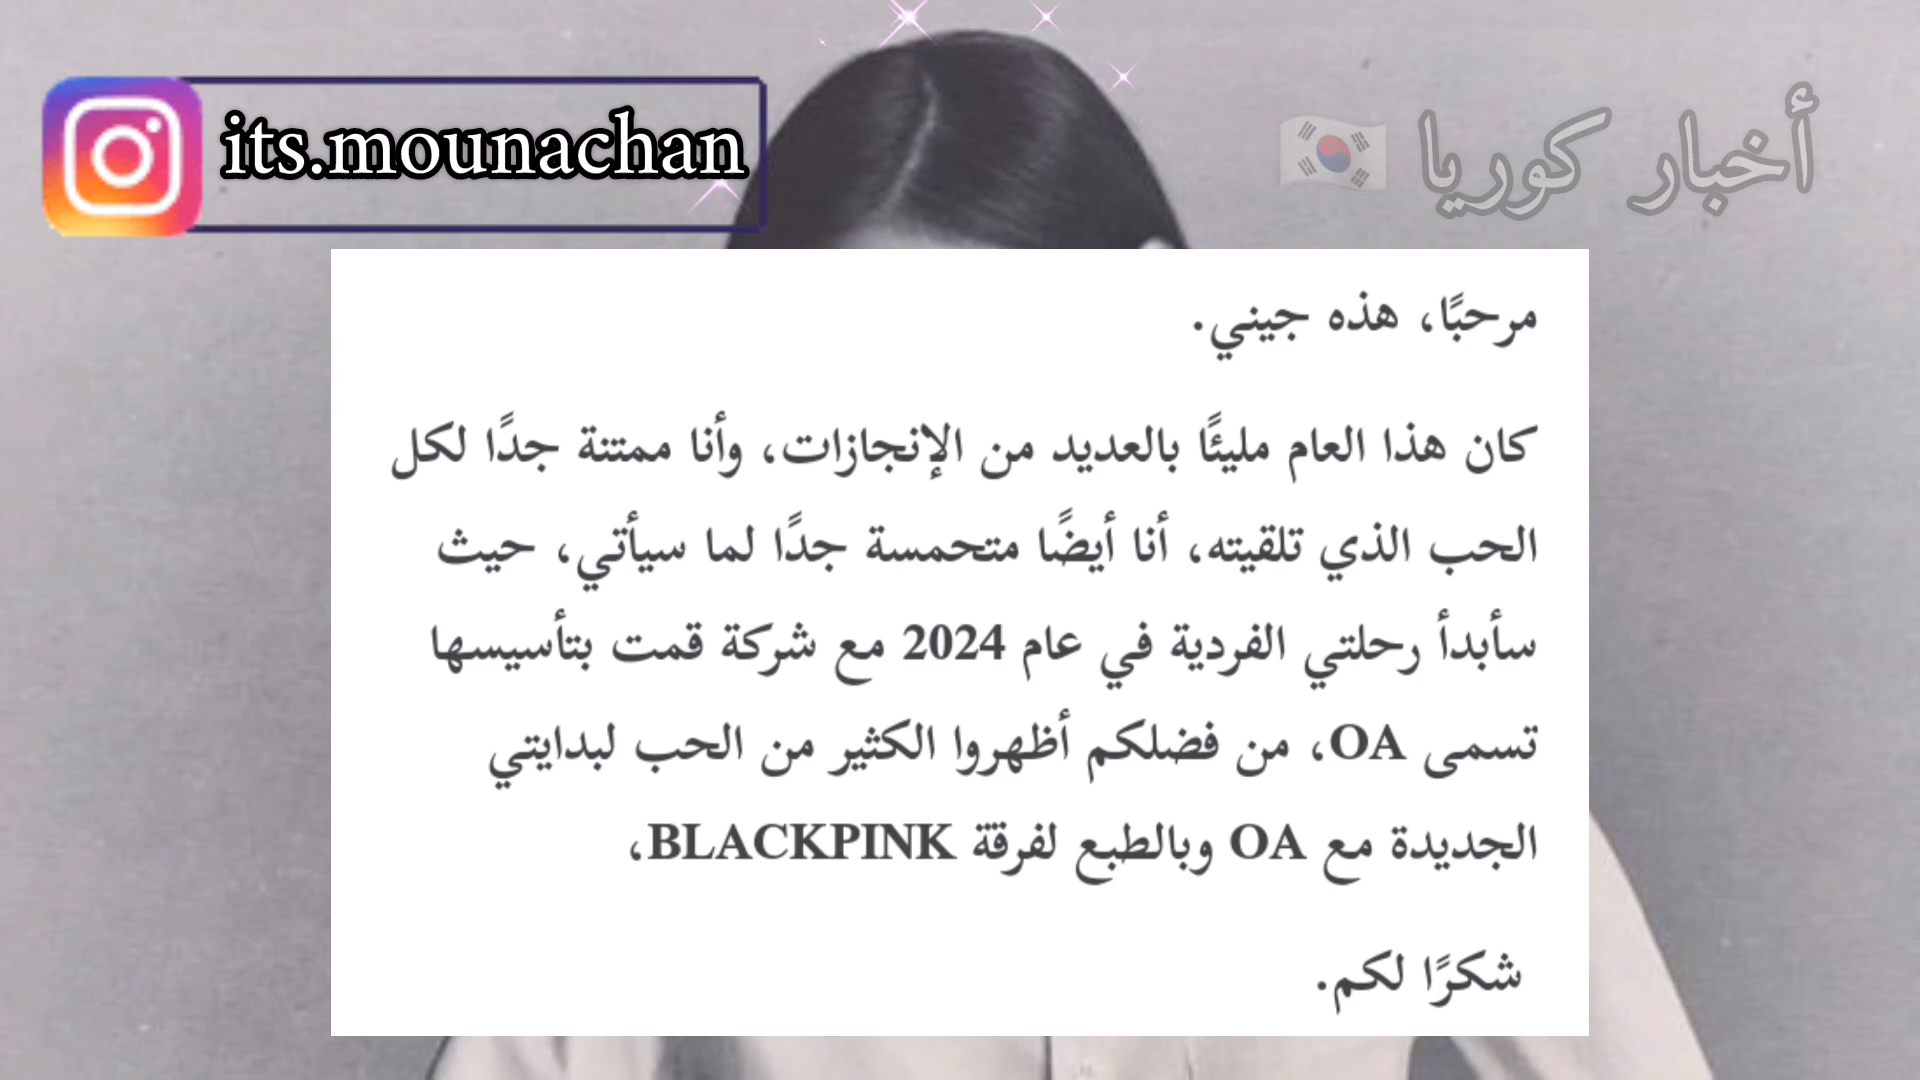 its.mounachan
أخبار كوريا 🇰🇷
مرحبًا، هذه جيني.
كان هذا العام مليئًا بالعديد من الإنجازات، وأنا ممتنة جدًا لكل
الحب الذي تلقيته، أنا أيضًا متحمسة جدًا لما سيأتي، حيث
سأبدأ رحلتي الفردية في عام 2024 مع شركة قمت بتأسيسها
تسمى OA، من فضلكم أظهروا الكثير من الحب لبدايتي
الجديدة مع OA وبالطبع لفرقة BLACKPINK،
شكرًا لكم.